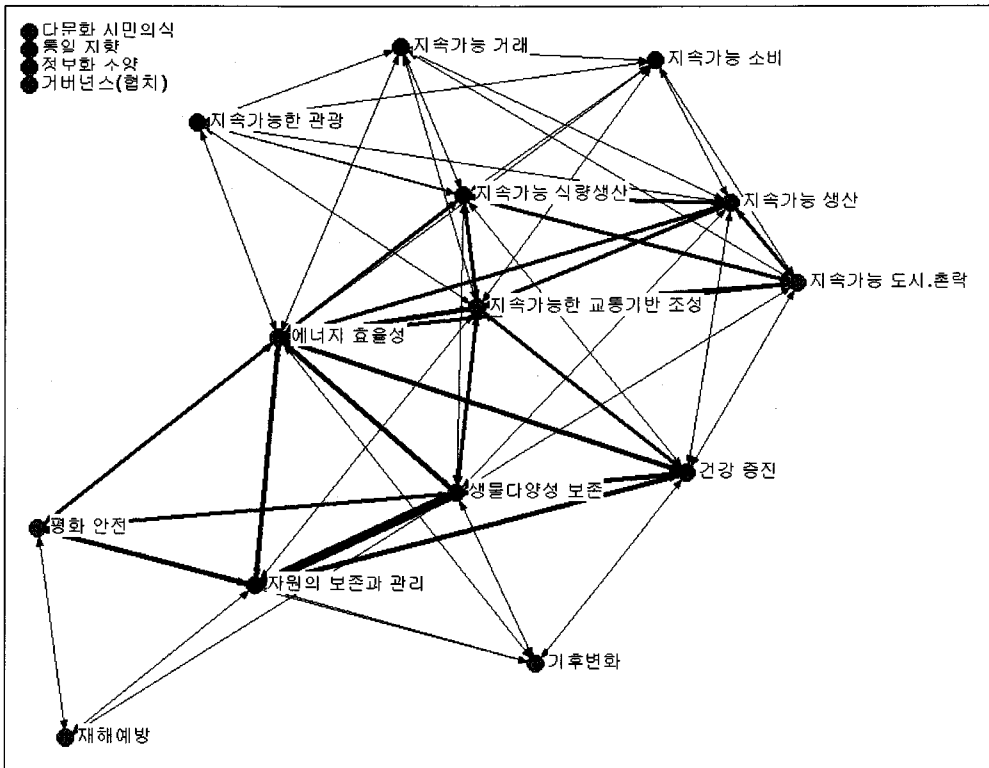 다문화 시민의식
통일 지향
정보화 소양
거버넌스(협치)
지속가능 거래
지속가능 소비
지속가능한 관광
지속가능 식량생산
지속가능 생산
지속가능 도시.촌락
지속가능한 교통기반 조성
에너자 효율성
건강 증진
생물다양성 보존
평화 안전
자원의 보존과 관리
기후변화
재해예방